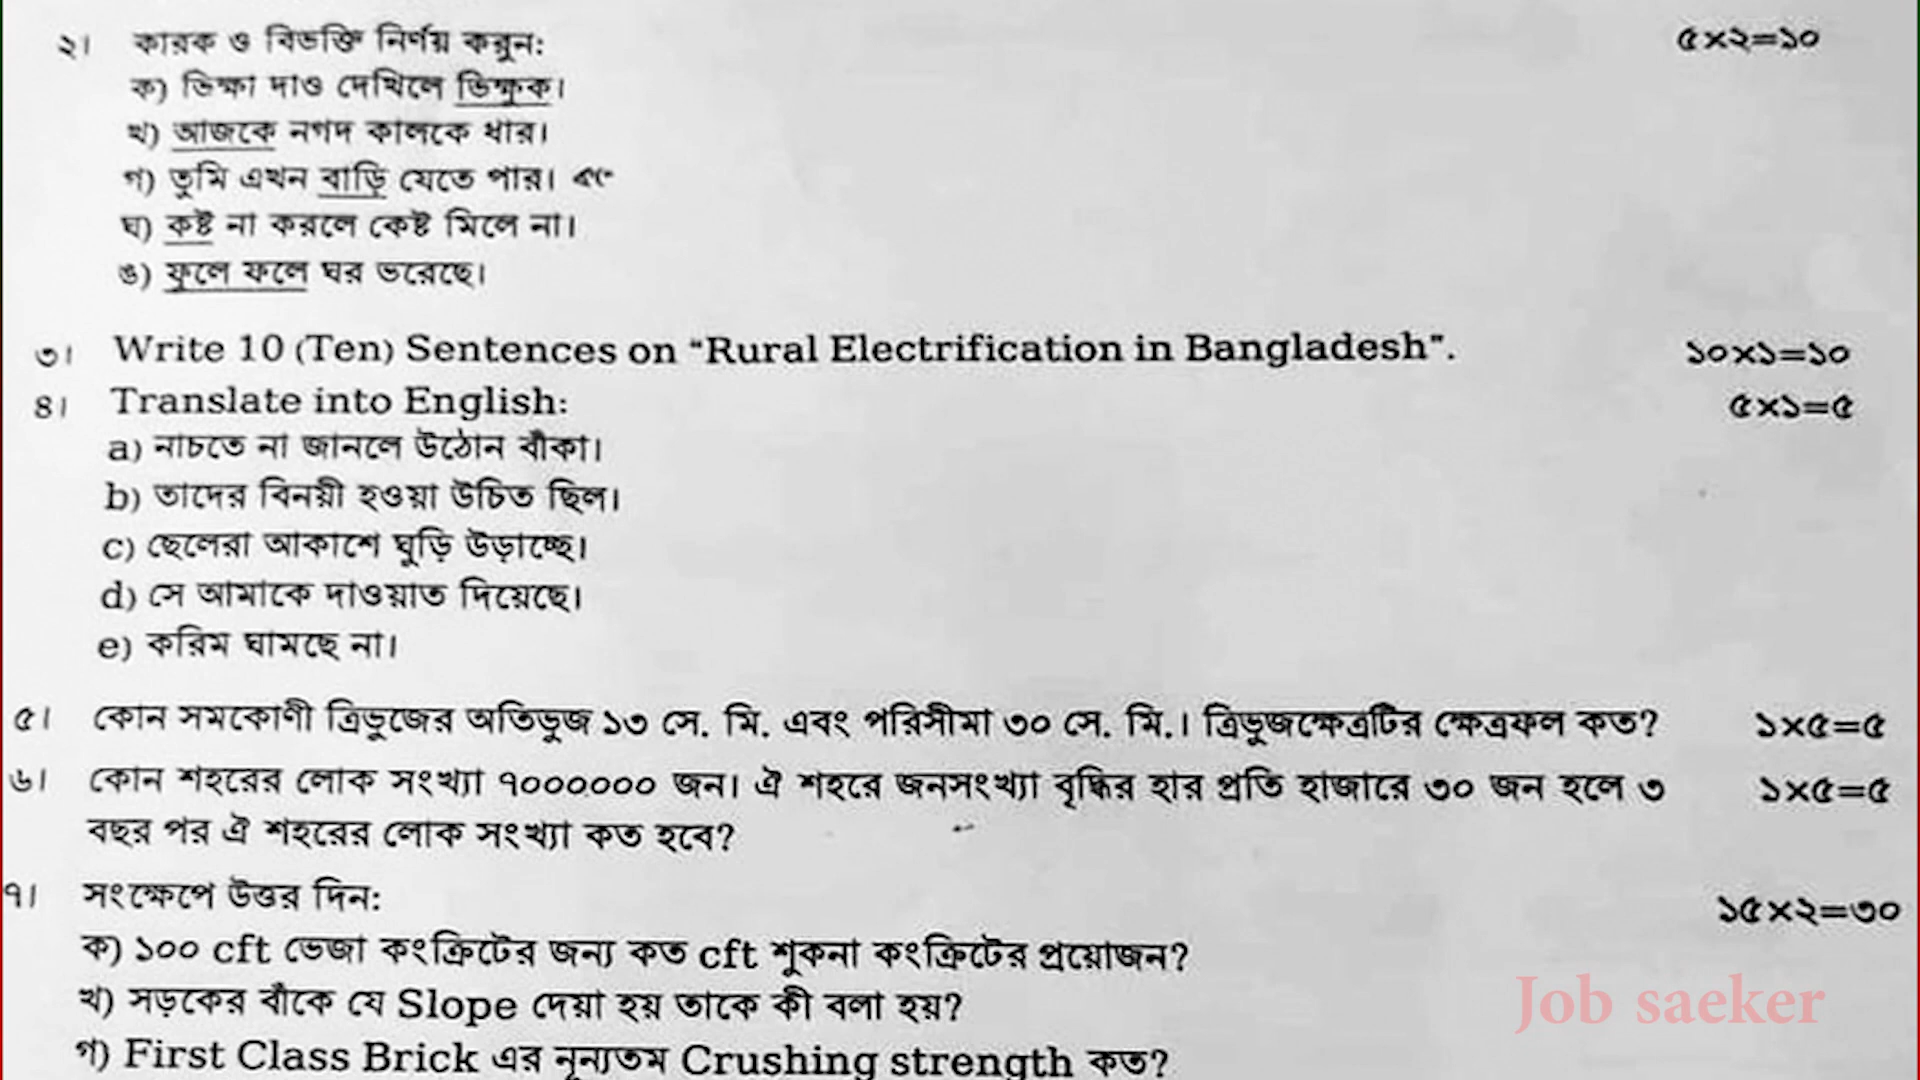 ২। কারক ও বিভক্তি নির্ণয় করুন: ৫×২=১০
ক) ভিক্ষা দাও দেখিলে ভিক্ষুক।
খ) আজকে নগদ কালকে ধার।
গ) তুমি এখন বাড়ি যেতে পার।
ঘ) কষ্ট না করলে কেষ্ট মিলে না।
ঙ) ফুলে ফলে ঘর ভরেছে।
৩। Write 10 (Ten) Sentences on “Rural Electrification in Bangladesh”. ১০×১=১০
৪। Translate into English: ৫×১=৫
a) নাচতে না জানলে উঠোন বাঁকা।
b) তাদের বিনয়ী হওয়া উচিত ছিল।
c) ছেলেরা আকাশে ঘুড়ি উড়াচ্ছে।
d) সে আমাকে দাওয়াত দিয়েছে।
e) করিম ঘামছে না।
৫। কোন সমকোণী ত্রিভুজের অতিভুজ ১৩ সে. মি. এবং পরিসীমা ৩০ সে. মি.। ত্রিভুজক্ষেত্রটির ক্ষেত্রফল কত? ১×৫=৫
৬। কোন শহরের লোক সংখ্যা ৭০০০০০০ জন। ঐ শহরে জনসংখ্যা বৃদ্ধির হার প্রতি হাজারে ৩০ জন হলে ৩ ১×৫=৫
বছর পর ঐ শহরের লোক সংখ্যা কত হবে?
৭। সংক্ষেপে উত্তর দিন: ১৫×২=৩০
ক) ১০০ cft ভেজা কংক্রিটের জন্য কত cft শুকনা কংক্রিটের প্রয়োজন?
খ) সড়কের বাঁকে যে Slope দেয়া হয় তাকে কী বলা হয়?
Job saeker
গ) First Class Brick এর নূন্যতম Crushing strength কত?